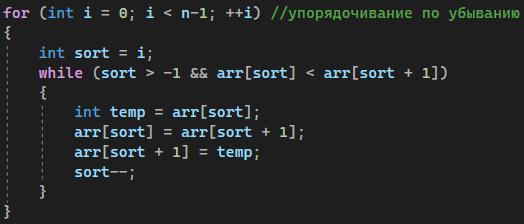 for (int i = 0; i < n-1; ++i) //упорядочивание по убыванию
{
    int sort = i;
    while (sort > -1 && arr[sort] < arr[sort + 1])
    {
        int temp = arr[sort];
        arr[sort] = arr[sort + 1];
        arr[sort + 1] = temp;
        sort--;
    }
}